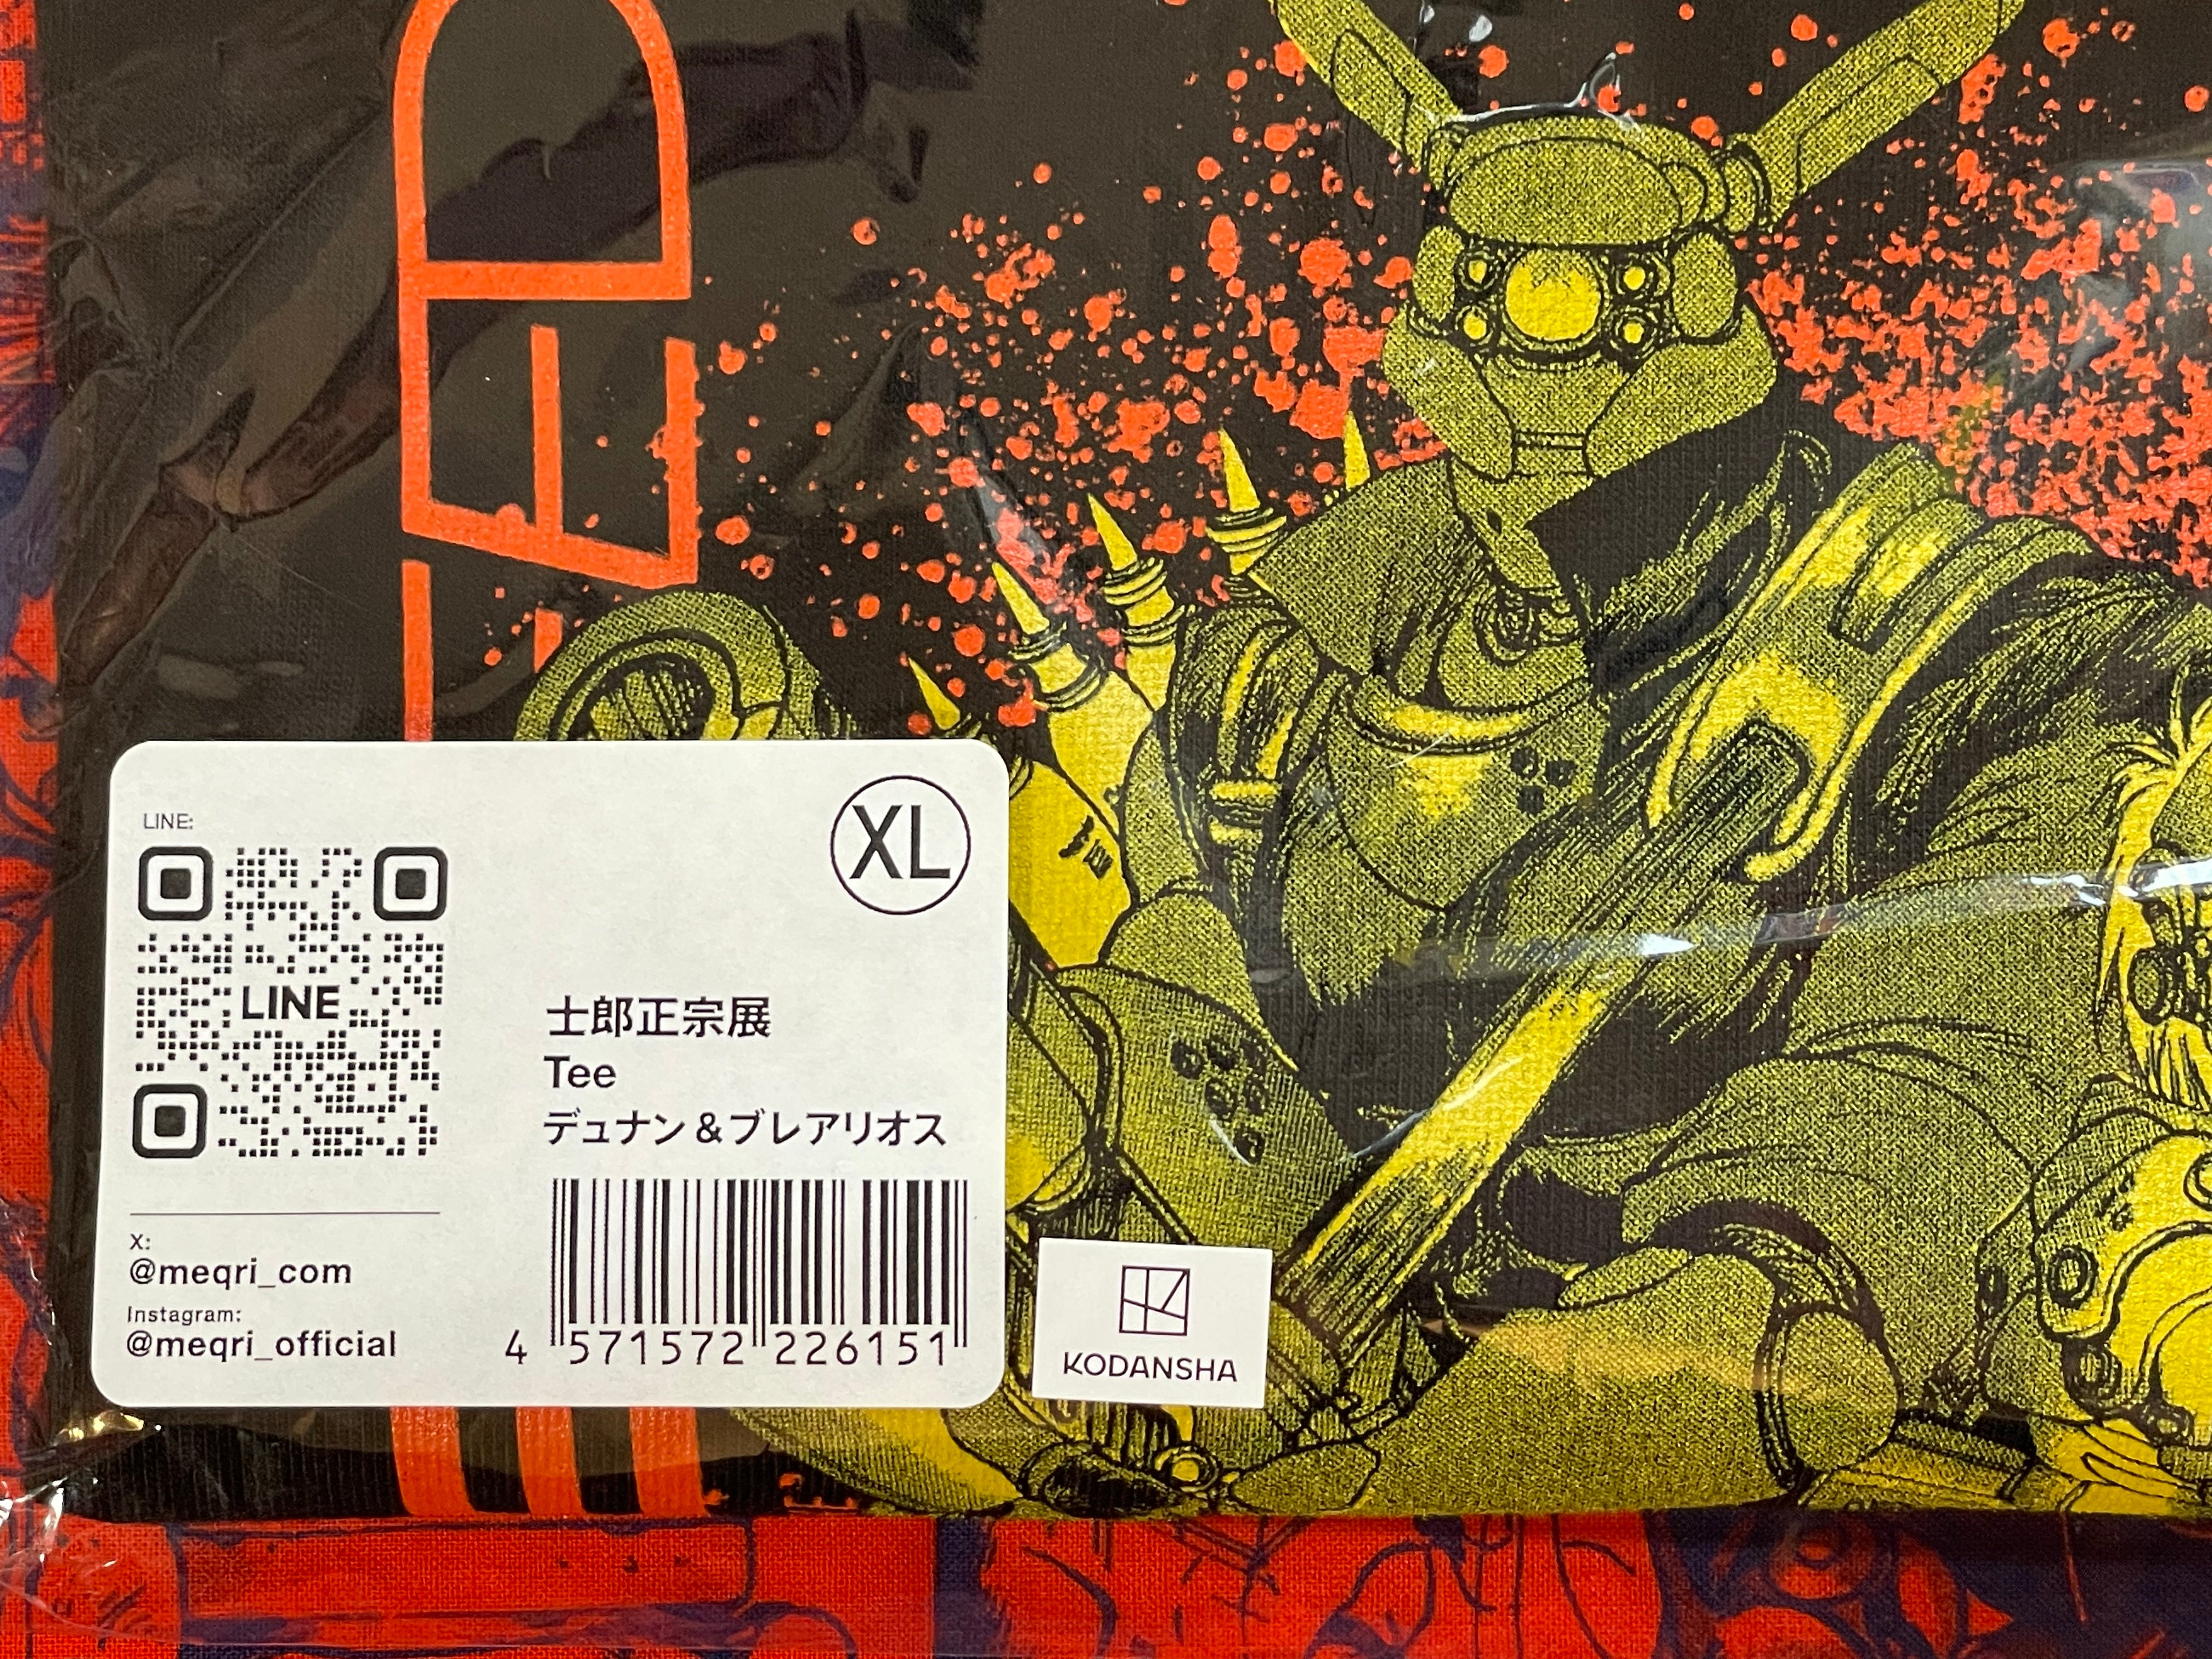 LINE:
LINE
XL
士郎正宗展
Tee
デュナン&ブレアリオス
X:
@meqri_com
Instagram:
@meqri_official
4 571572 226151
KODANSHA